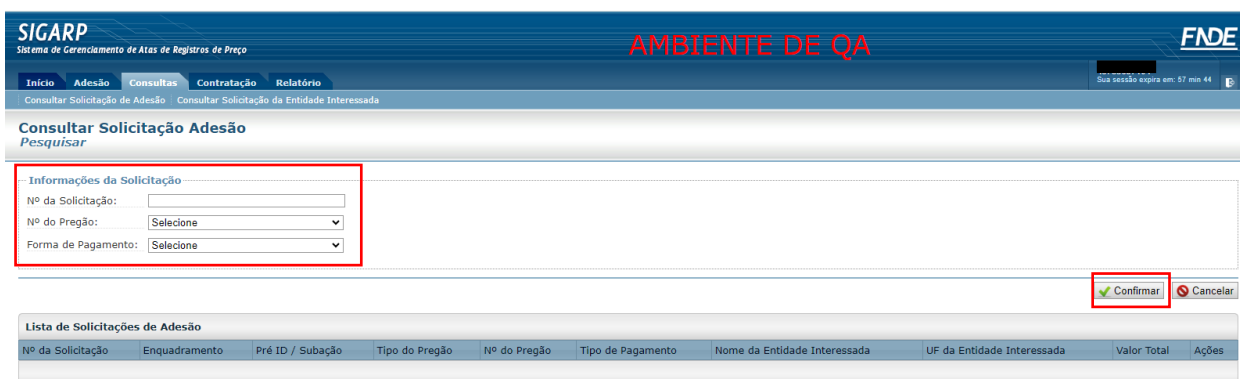 SIGARP
Sistema de Gerenciamento de Atas de Registros de Preço
AMBIENTE DE QA
FNDE
Início Adesão Consultas Contratação Relatório
Sua sessão expira em: 57 min 44
Consultar Solicitação de Adesão Consultar Solicitação da Entidade Interessada
Consultar Solicitação Adesão
Pesquisar
Informações da Solicitação
Nº da Solicitação:
Nº do Pregão: Selecione
Forma de Pagamento: Selecione
Confirmar Cancelar
Lista de Solicitações de Adesão
Nº da Solicitação Enquadramento Pré ID / Subação Tipo do Pregão Nº do Pregão Tipo de Pagamento Nome da Entidade Interessada UF da Entidade Interessada Valor Total Ações